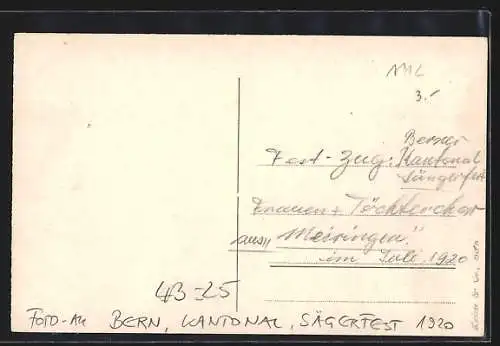 MIL
3.-
Berner
Fest-Zug: Kantonal
Sängerfest
Frauen + Töchterchor
aus „Meiringen"
im Juli 1920
43-25
FOTO-AK BERN, KANTONAL, SÄGERFEST 1920